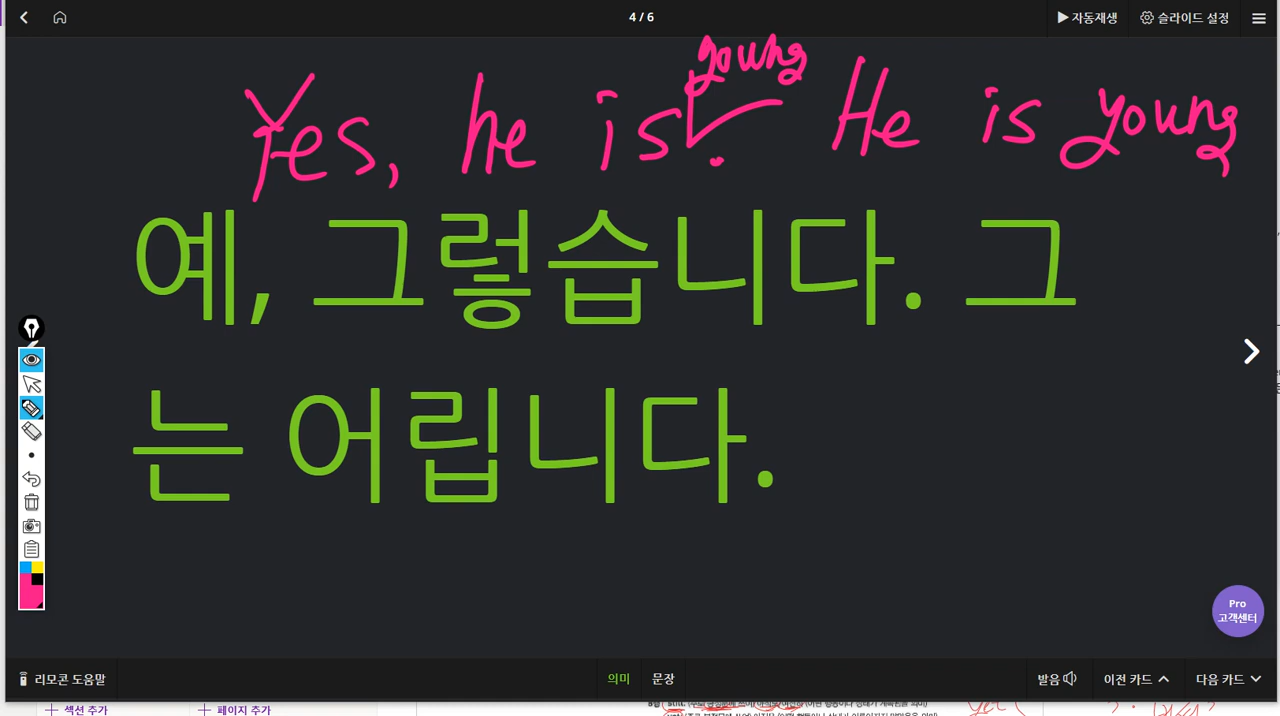 4 / 6
자동재생
슬라이드 설정
young
Yes, he is . He is young
예, 그렇습니다. 그
는 어립니다.
Pro
고객센터
리모콘 도움말
의미
문장
발음
이전 카드
다음 카드
섹션 추가
페이지 추가